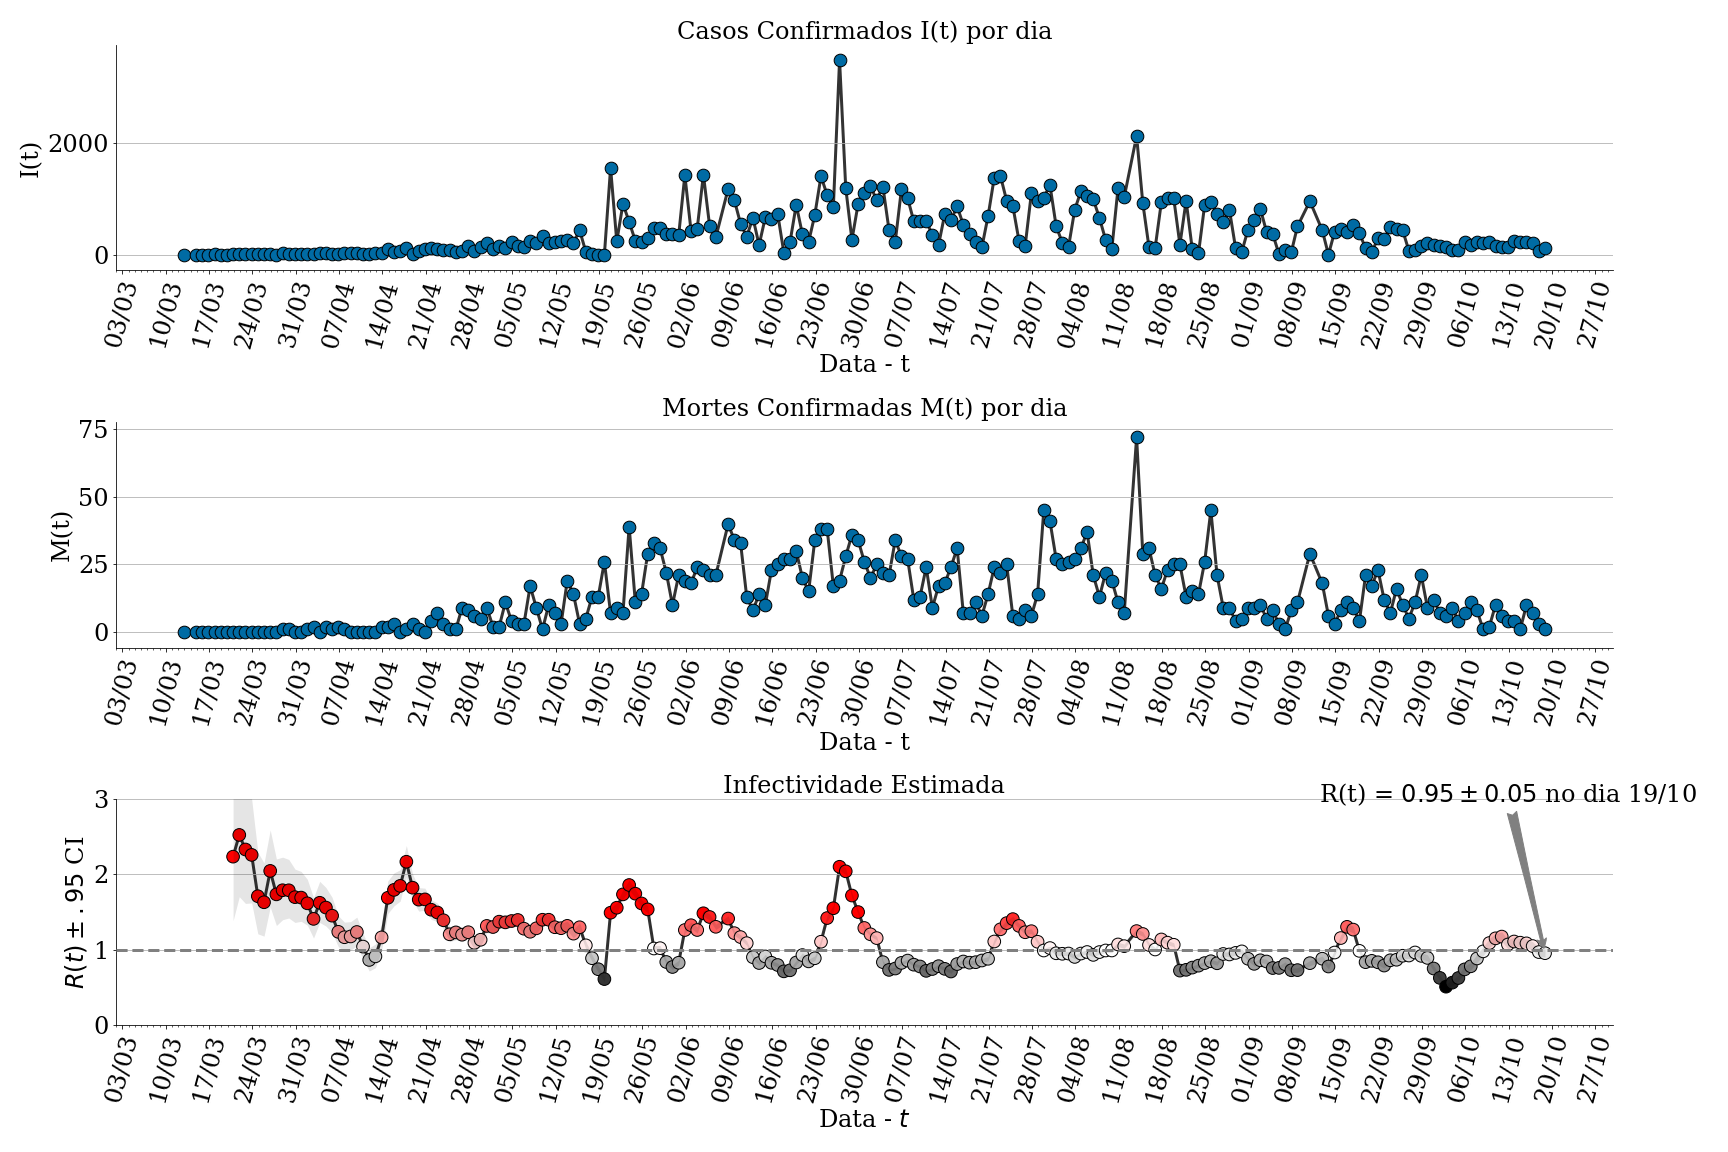 Casos Confirmados I(t) por dia
I(t)
2000
0
03/03 10/03 17/03 24/03 31/03 07/04 14/04 21/04 28/04 05/05 12/05 19/05 26/05 02/06 09/06 16/06 23/06 30/06 07/07 14/07 21/07 28/07 04/08 11/08 18/08 25/08 01/09 08/09 15/09 22/09 29/09 06/10 13/10 20/10 27/10
Data - t
Mortes Confirmadas M(t) por dia
M(t)
75
50
25
0
03/03 10/03 17/03 24/03 31/03 07/04 14/04 21/04 28/04 05/05 12/05 19/05 26/05 02/06 09/06 16/06 23/06 30/06 07/07 14/07 21/07 28/07 04/08 11/08 18/08 25/08 01/09 08/09 15/09 22/09 29/09 06/10 13/10 20/10 27/10
Data - t
Infectividade Estimada
R(t) = 0.95 ± 0.05 no dia 19/10
R(t) ± .95 CI
3
2
1
0
03/03 10/03 17/03 24/03 31/03 07/04 14/04 21/04 28/04 05/05 12/05 19/05 26/05 02/06 09/06 16/06 23/06 30/06 07/07 14/07 21/07 28/07 04/08 11/08 18/08 25/08 01/09 08/09 15/09 22/09 29/09 06/10 13/10 20/10 27/10
Data - t